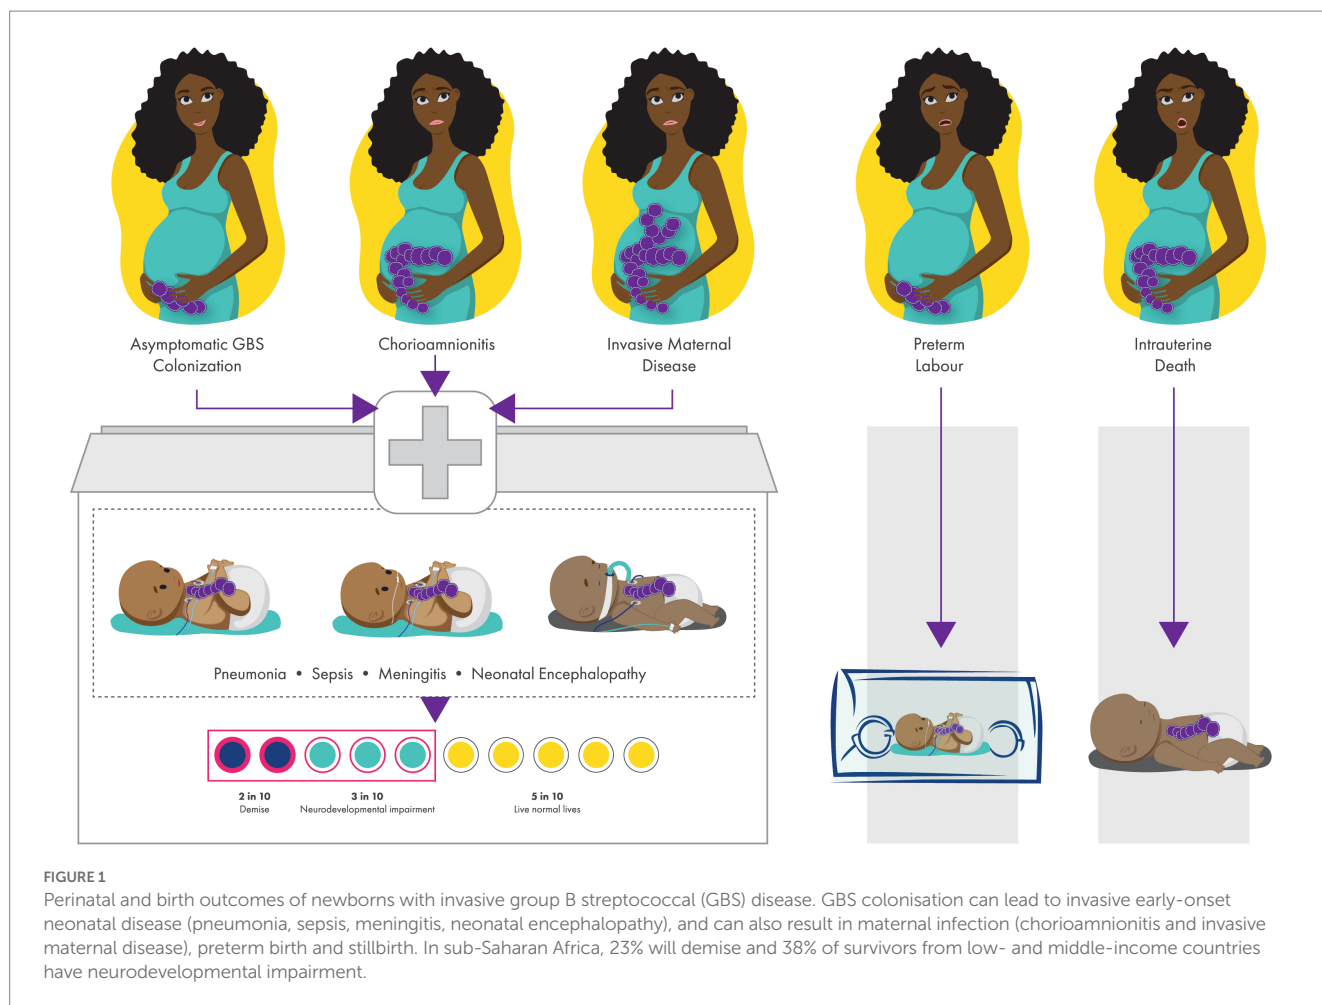 Asymptomatic GBS
Colonization
Chorioamnionitis
Invasive Maternal
Disease
Preterm
Labour
Intrauterine
Death
Pneumonia • Sepsis • Meningitis • Neonatal Encephalopathy
2 in 10
Demise
3 in 10
Neurodevelopmental impairment
5 in 10
Live normal lives
FIGURE 1
Perinatal and birth outcomes of newborns with invasive group B streptococcal (GBS) disease. GBS colonisation can lead to invasive early-onset
neonatal disease (pneumonia, sepsis, meningitis, neonatal encephalopathy), and can also result in maternal infection (chorioamnionitis and invasive
maternal disease), preterm birth and stillbirth. In sub-Saharan Africa, 23% will demise and 38% of survivors from low- and middle-income countries
have neurodevelopmental impairment.